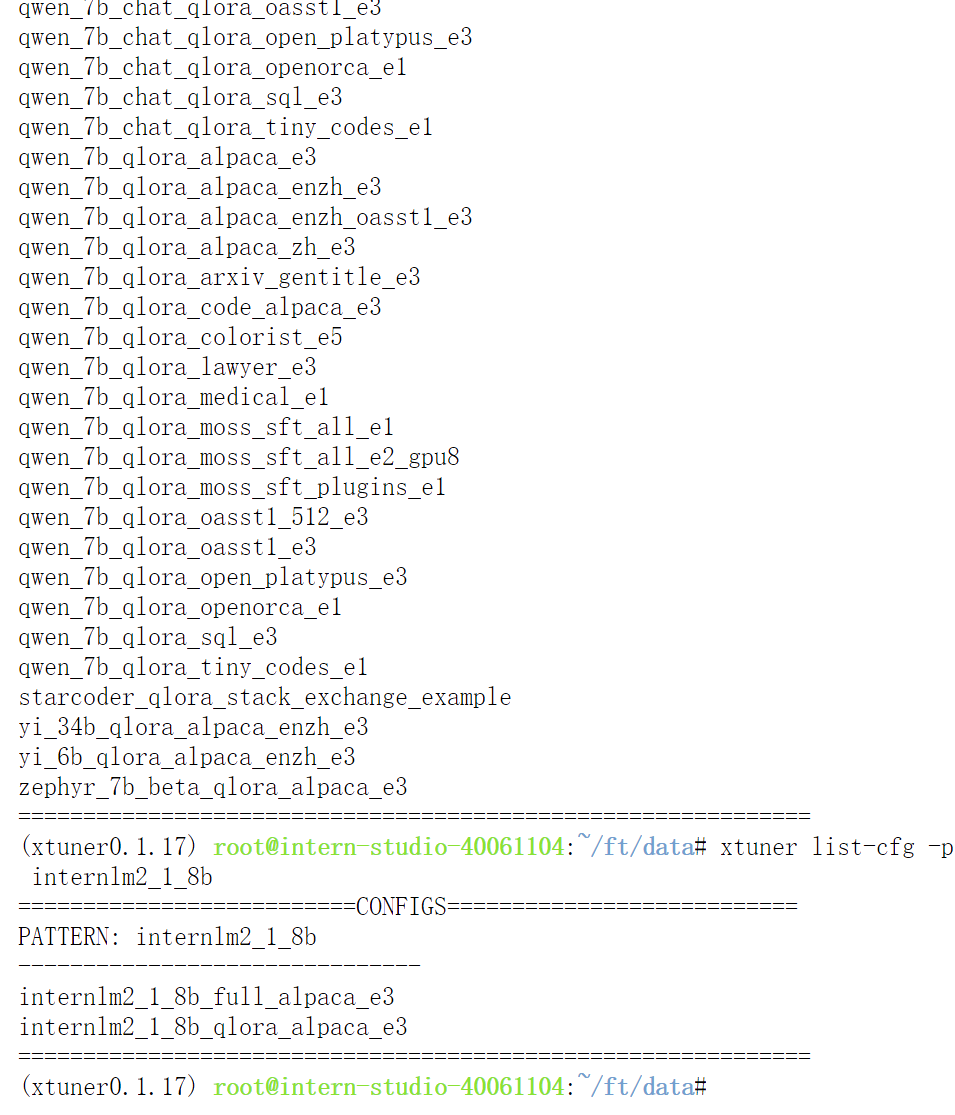 qwen_7b_chat_qlora_oasst1_e3
qwen_7b_chat_qlora_open_platypus_e3
qwen_7b_chat_qlora_openorca_e1
qwen_7b_chat_qlora_sql_e3
qwen_7b_chat_qlora_tiny_codes_e1
qwen_7b_qlora_alpaca_e3
qwen_7b_qlora_alpaca_enzh_e3
qwen_7b_qlora_alpaca_enzh_oasst1_e3
qwen_7b_qlora_alpaca_zh_e3
qwen_7b_qlora_arxiv_gentitle_e3
qwen_7b_qlora_code_alpaca_e3
qwen_7b_qlora_colorist_e5
qwen_7b_qlora_lawyer_e3
qwen_7b_qlora_medical_e1
qwen_7b_qlora_moss_sft_all_e1
qwen_7b_qlora_moss_sft_all_e2_gpu8
qwen_7b_qlora_moss_sft_plugins_e1
qwen_7b_qlora_oasst1_512_e3
qwen_7b_qlora_oasst1_e3
qwen_7b_qlora_open_platypus_e3
qwen_7b_qlora_openorca_e1
qwen_7b_qlora_sql_e3
qwen_7b_qlora_tiny_codes_e1
starcoder_qlora_stack_exchange_example
yi_34b_qlora_alpaca_enzh_e3
yi_6b_qlora_alpaca_enzh_e3
zephyr_7b_beta_qlora_alpaca_e3
=============================================================
(xtuner0.1.17) root@intern-studio-40061104:~/ft/data# xtuner list-cfg -p
internlm2_1_8b
==========================CONFIGS===========================
PATTERN: internlm2_1_8b
-------------------------------
internlm2_1_8b_full_alpaca_e3
internlm2_1_8b_qlora_alpaca_e3
=============================================================
(xtuner0.1.17) root@intern-studio-40061104:~/ft/data#